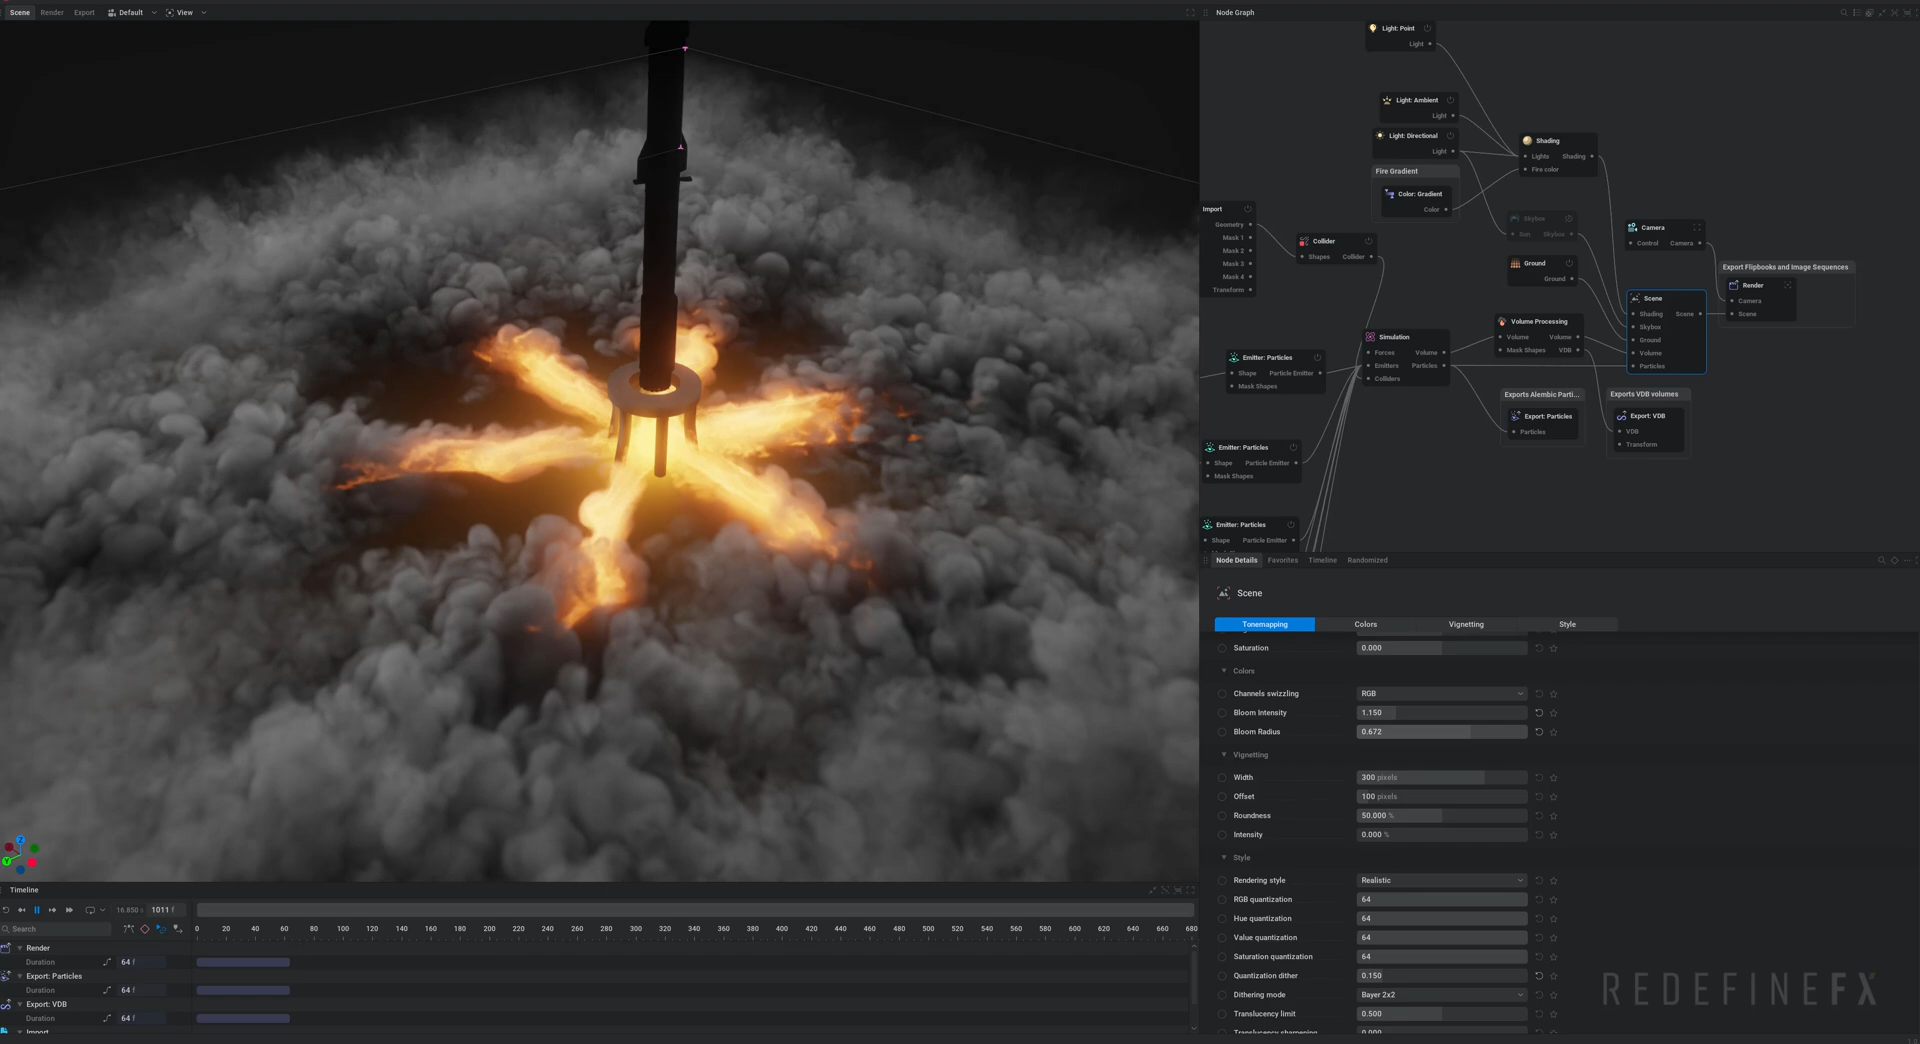 Scene Render Export Default View
Node Graph
Light: Point
Light
Light: Ambient
Light
Light: Directional
Light
Fire Gradient
Color: Gradient
Color
Shading
Lights Shading
Fire color
Import
Geometry
Mask 1
Mask 2
Mask 3
Mask 4
Transform
Collider
Shapes Collider
Skybox
Sun Skybox
Ground
Ground
Camera
Control Camera
Export Flipbooks and Image Sequences
Render
Camera
Scene
Scene
Shading Scene
Skybox
Ground
Volume
Particles
Volume Processing
Volume Volume
Mask Shapes VDB
Simulation
Forces Volume
Emitters Particles
Colliders
Emitter: Particles
Shape Particle Emitter
Mask Shapes
Exports Alembic Parti...
Export: Particles
Particles
Exports VDB volumes
Export: VDB
VDB
Transform
Emitter: Particles
Shape Particle Emitter
Mask Shapes
Emitter: Particles
Shape Particle Emitter
Node Details Favorites Timeline Randomized
Scene
Tonemapping Colors Vignetting Style
Saturation 0.000
Colors
Channels swizzling RGB
Bloom Intensity 1.150
Bloom Radius 0.672
Vignetting
Width 300 pixels
Offset 100 pixels
Roundness 50.000 %
Intensity 0.000 %
Style
Rendering style Realistic
RGB quantization 64
Hue quantization 64
Value quantization 64
Saturation quantization 64
Quantization dither 0.150
Dithering mode Bayer 2x2
Translucency limit 0.500
Translucency sharpening 0.000
REDEFINEFX
Z
Y
Timeline
16.850 s 1011 f
Search
0 20 40 60 80 100 120 140 160 180 200 220 240 260 280 300 320 340 360 380 400 420 440 460 480 500 520 540 560 580 600 620 640 660 680
Render
Duration 64 f
Export: Particles
Duration 64 f
Export: VDB
Duration 64 f
Import